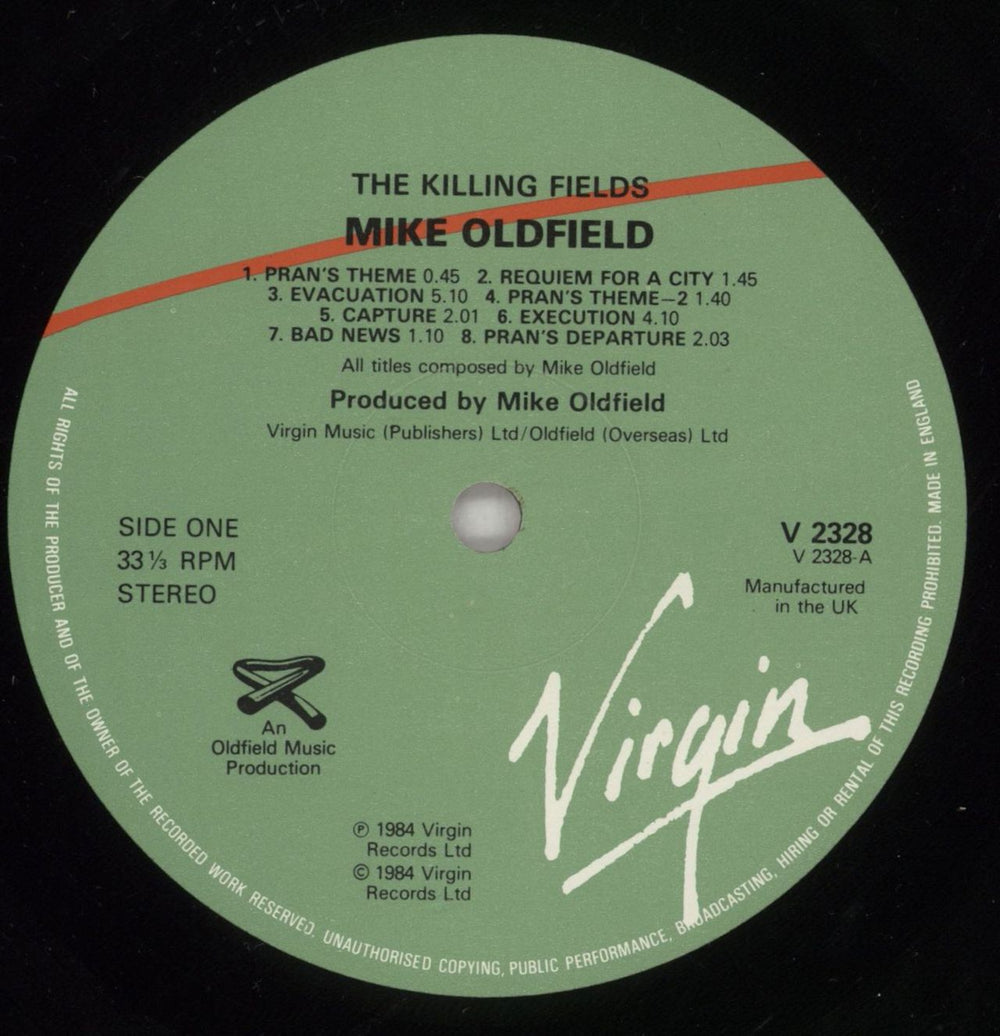 THE KILLING FIELDS
MIKE OLDFIELD
1. PRAN'S THEME 0.45 2. REQUIEM FOR A CITY 1.45
3. EVACUATION 5.10 4. PRAN'S THEME–2 1.40
5. CAPTURE 2.01 6. EXECUTION 4.10
7. BAD NEWS 1.10 8. PRAN'S DEPARTURE 2.03
All titles composed by Mike Oldfield
Produced by Mike Oldfield
Virgin Music (Publishers) Ltd/Oldfield (Overseas) Ltd
SIDE ONE
33⅓ RPM
STEREO
V 2328
V 2328-A
Manufactured
in the UK
An
Oldfield Music
Production
Virgin
℗ 1984 Virgin
Records Ltd
© 1984 Virgin
Records Ltd
ALL RIGHTS OF THE PRODUCER AND OF THE OWNER OF THE RECORDED WORK RESERVED. UNAUTHORISED COPYING, PUBLIC PERFORMANCE, BROADCASTING, HIRING OR RENTAL OF THIS RECORDING PROHIBITED. MADE IN ENGLAND